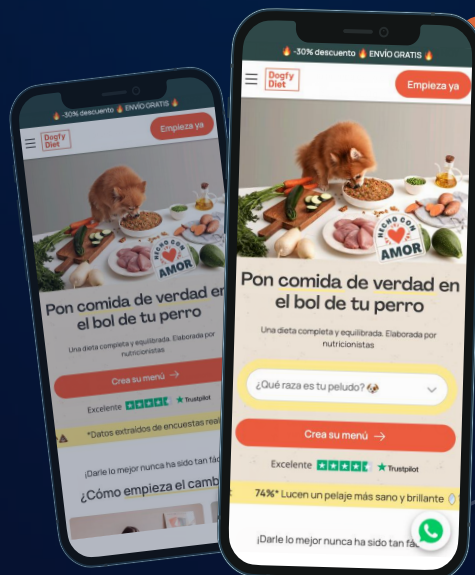 -30% descuento ENVÍO GRATIS
Dogfy
Diet
Empieza ya
HECHO CON
AMOR
Pon comida de verdad en
el bol de tu perro
Una dieta completa y equilibrada. Elaborada por
nutricionistas
Crea su menú →
Excelente Trustpilot
*Datos extraídos de encuestas
¡Darle lo mejor nunca ha sido tan
¿Cómo empieza el
🔥 -30% descuento 🔥 ENVÍO GRATIS 🔥
Dogfy
Diet
Empieza ya
HECHO CON
AMOR
Pon comida de verdad en
el bol de tu perro
Una dieta completa y equilibrada. Elaborada por
nutricionistas
¿Qué raza es tu peludo? 🐶
Crea su menú →
Excelente Trustpilot
74%* Lucen un pelaje más sano y brillante
¡Darle lo mejor nunca ha sido tan